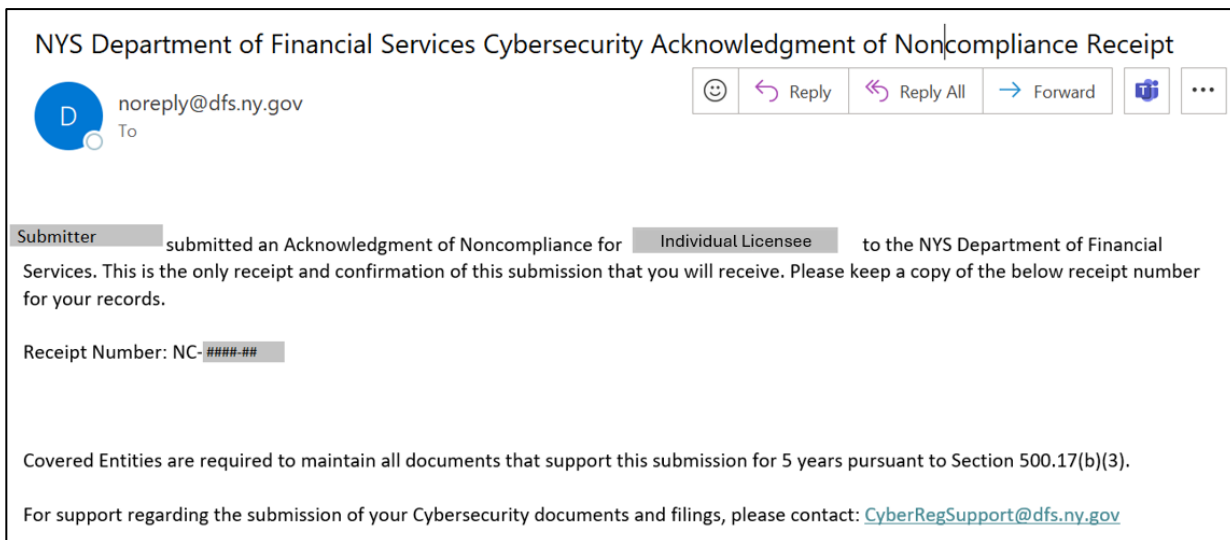 NYS Department of Financial Services Cybersecurity Acknowledgment of Noncompliance Receipt
D
noreply@dfs.ny.gov
To
Reply
Reply All
Forward
Submitter submitted an Acknowledgment of Noncompliance for Individual Licensee to the NYS Department of Financial
Services. This is the only receipt and confirmation of this submission that you will receive. Please keep a copy of the below receipt number
for your records.
Receipt Number: NC-####-##
Covered Entities are required to maintain all documents that support this submission for 5 years pursuant to Section 500.17(b)(3).
For support regarding the submission of your Cybersecurity documents and filings, please contact: CyberRegSupport@dfs.ny.gov